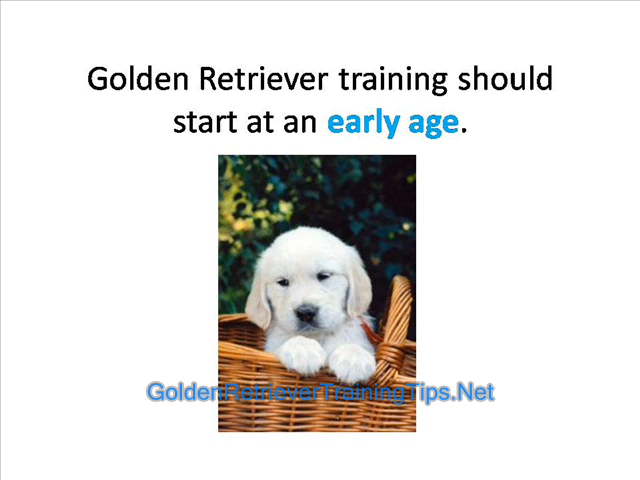 Golden Retriever training should
start at an early age.
GoldenRetrieverTrainingTips.Net